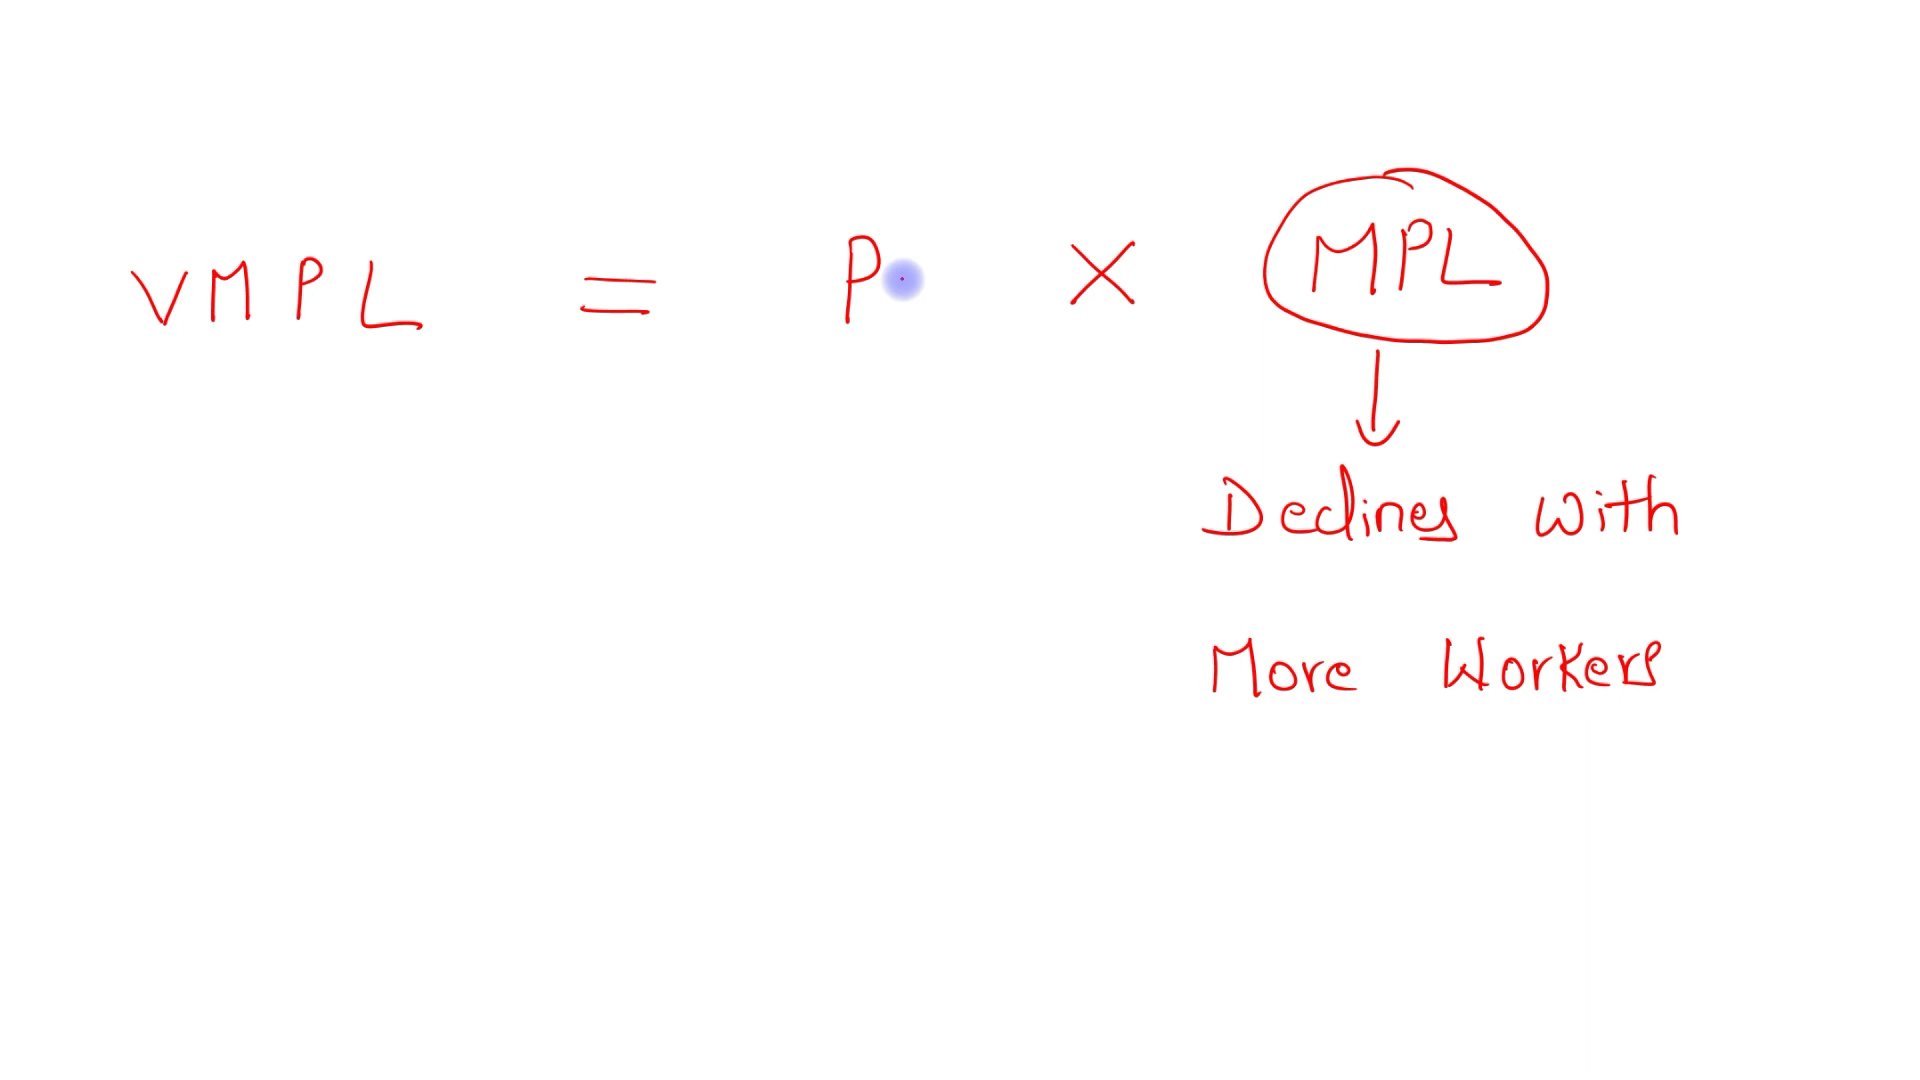 VMPL = P × MPL
Declines with
More Workers